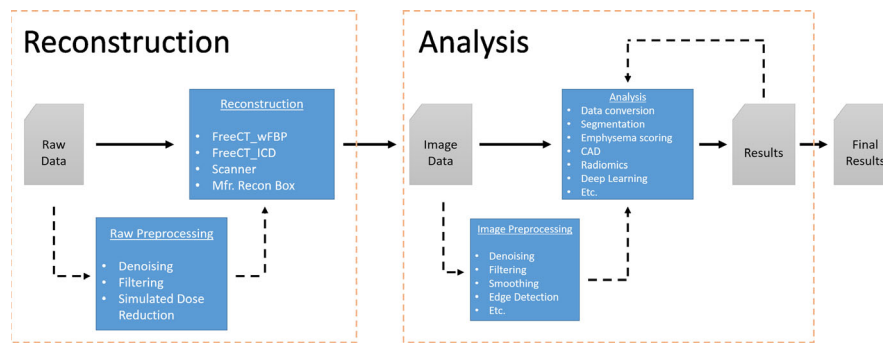 Reconstruction
Analysis
Raw
Data
Reconstruction
• FreeCT_wFBP
• FreeCT_ICD
• Scanner
• Mfr. Recon Box
Raw Preprocessing
• Denoising
• Filtering
• Simulated Dose
Reduction
Image
Data
Analysis
• Data conversion
• Segmentation
• Emphysema scoring
• CAD
• Radiomics
• Deep Learning
• Etc.
Image Preprocessing
• Denoising
• Filtering
• Smoothing
• Edge Detection
• Etc.
Results
Final
Results